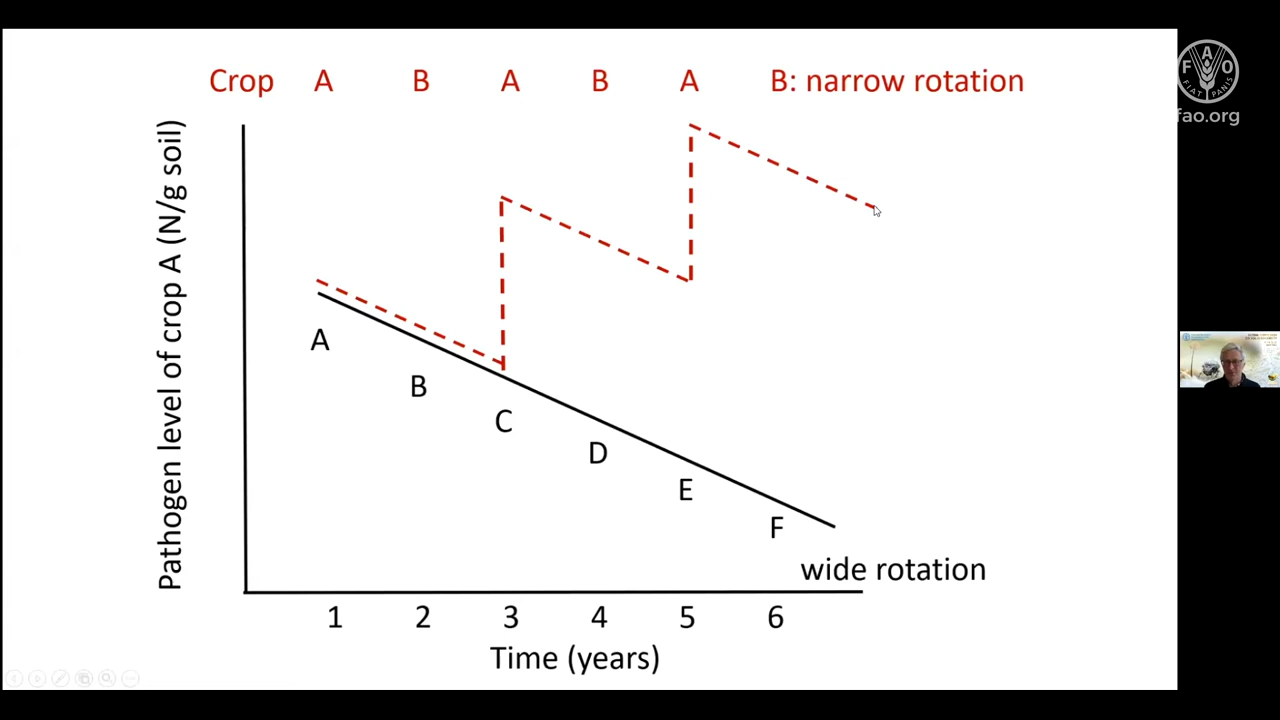 Crop A B A B A B: narrow rotation
Pathogen level of crop A (N/g soil)
A
B
C
D
E
F
wide rotation
1 2 3 4 5 6
Time (years)
F A O
FIAT PANIS
fao.org